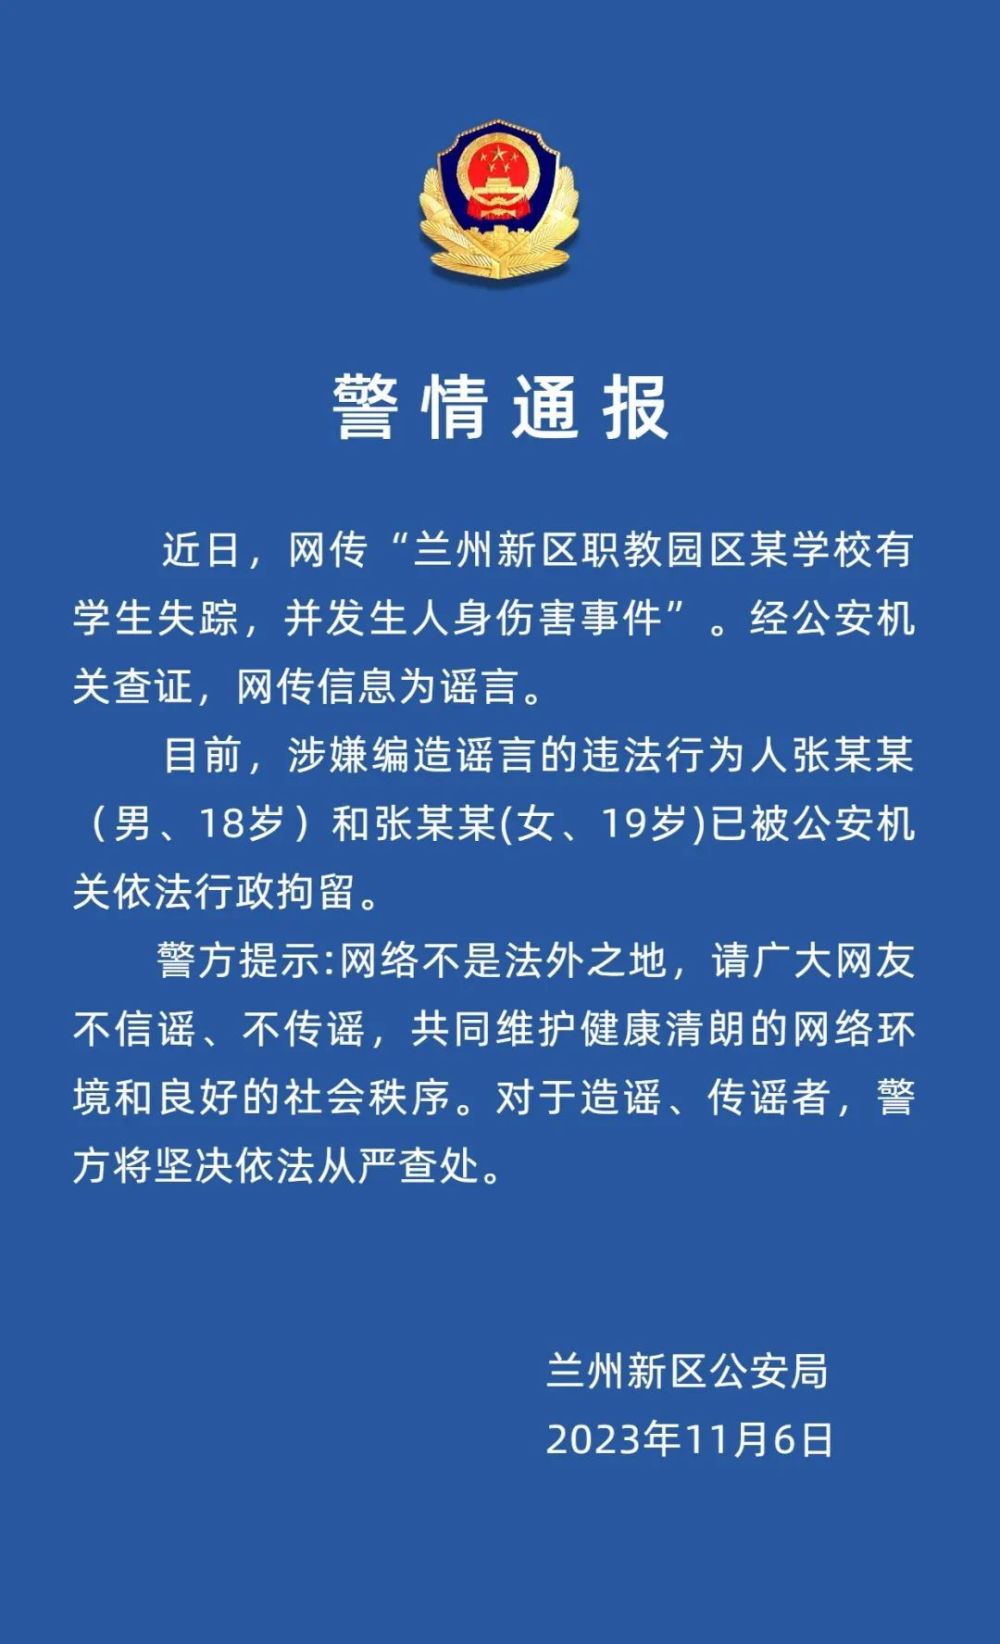 警情通报
近日，网传“兰州新区职教园区某学校有
学生失踪，并发生人身伤害事件”。经公安机
关查证，网传信息为谣言。
目前，涉嫌编造谣言的违法行为人张某某
（男、18岁）和张某某(女、19岁)已被公安机
关依法行政拘留。
警方提示:网络不是法外之地，请广大网友
不信谣、不传谣，共同维护健康清朗的网络环
境和良好的社会秩序。对于造谣、传谣者，警
方将坚决依法从严查处。
兰州新区公安局
2023年11月6日